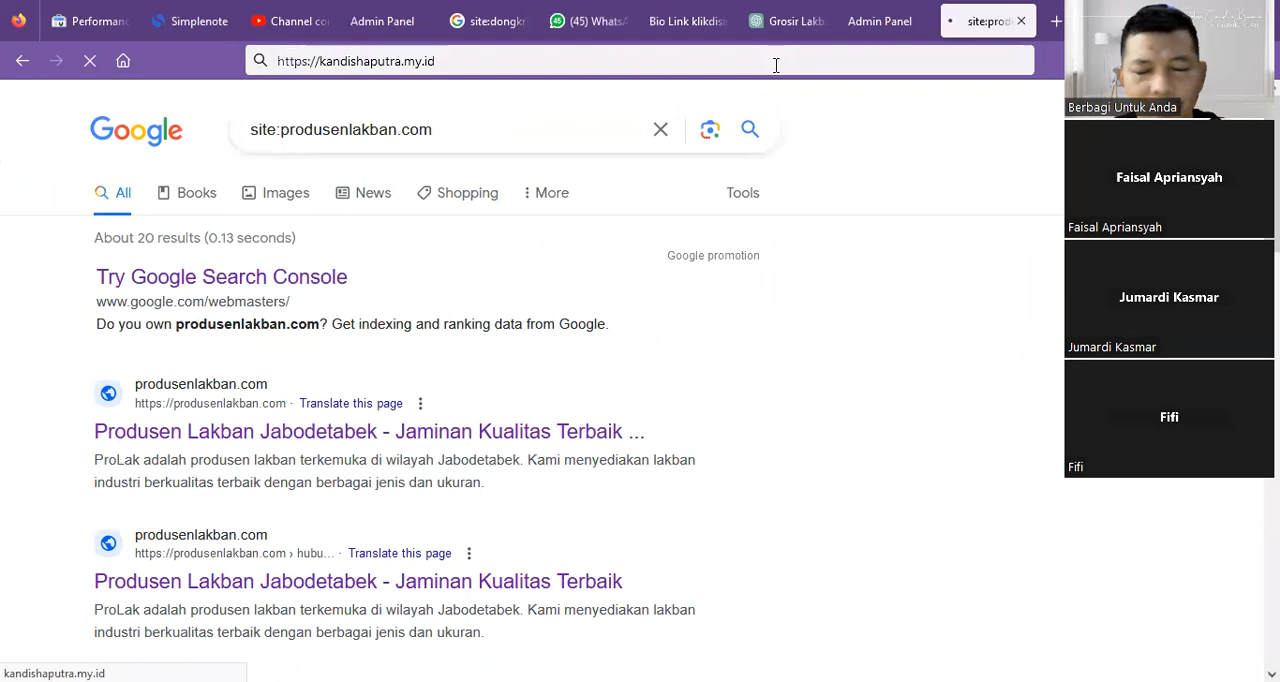 Performanc
Simplenote
Channel co
Admin Panel
site:dongkr
(45) WhatsA
Bio Link klikdisi
Grosir Lakb
Admin Panel
site:prod
https://kandishaputra.my.id
Google
site:produsenlakban.com
All
Books
Images
News
Shopping
More
Tools
About 20 results (0.13 seconds)
Google promotion
Try Google Search Console
www.google.com/webmasters/
Do you own produsenlakban.com? Get indexing and ranking data from Google.
produsenlakban.com
https://produsenlakban.com · Translate this page
Produsen Lakban Jabodetabek - Jaminan Kualitas Terbaik ...
ProLak adalah produsen lakban terkemuka di wilayah Jabodetabek. Kami menyediakan lakban
industri berkualitas terbaik dengan berbagai jenis dan ukuran.
produsenlakban.com
https://produsenlakban.com › hubu... · Translate this page
Produsen Lakban Jabodetabek - Jaminan Kualitas Terbaik
ProLak adalah produsen lakban terkemuka di wilayah Jabodetabek. Kami menyediakan lakban
industri berkualitas terbaik dengan berbagai jenis dan ukuran.
kandishaputra.my.id
Berbagi Untuk Anda
Faisal Apriansyah
Faisal Apriansyah
Jumardi Kasmar
Jumardi Kasmar
Fifi
Fifi